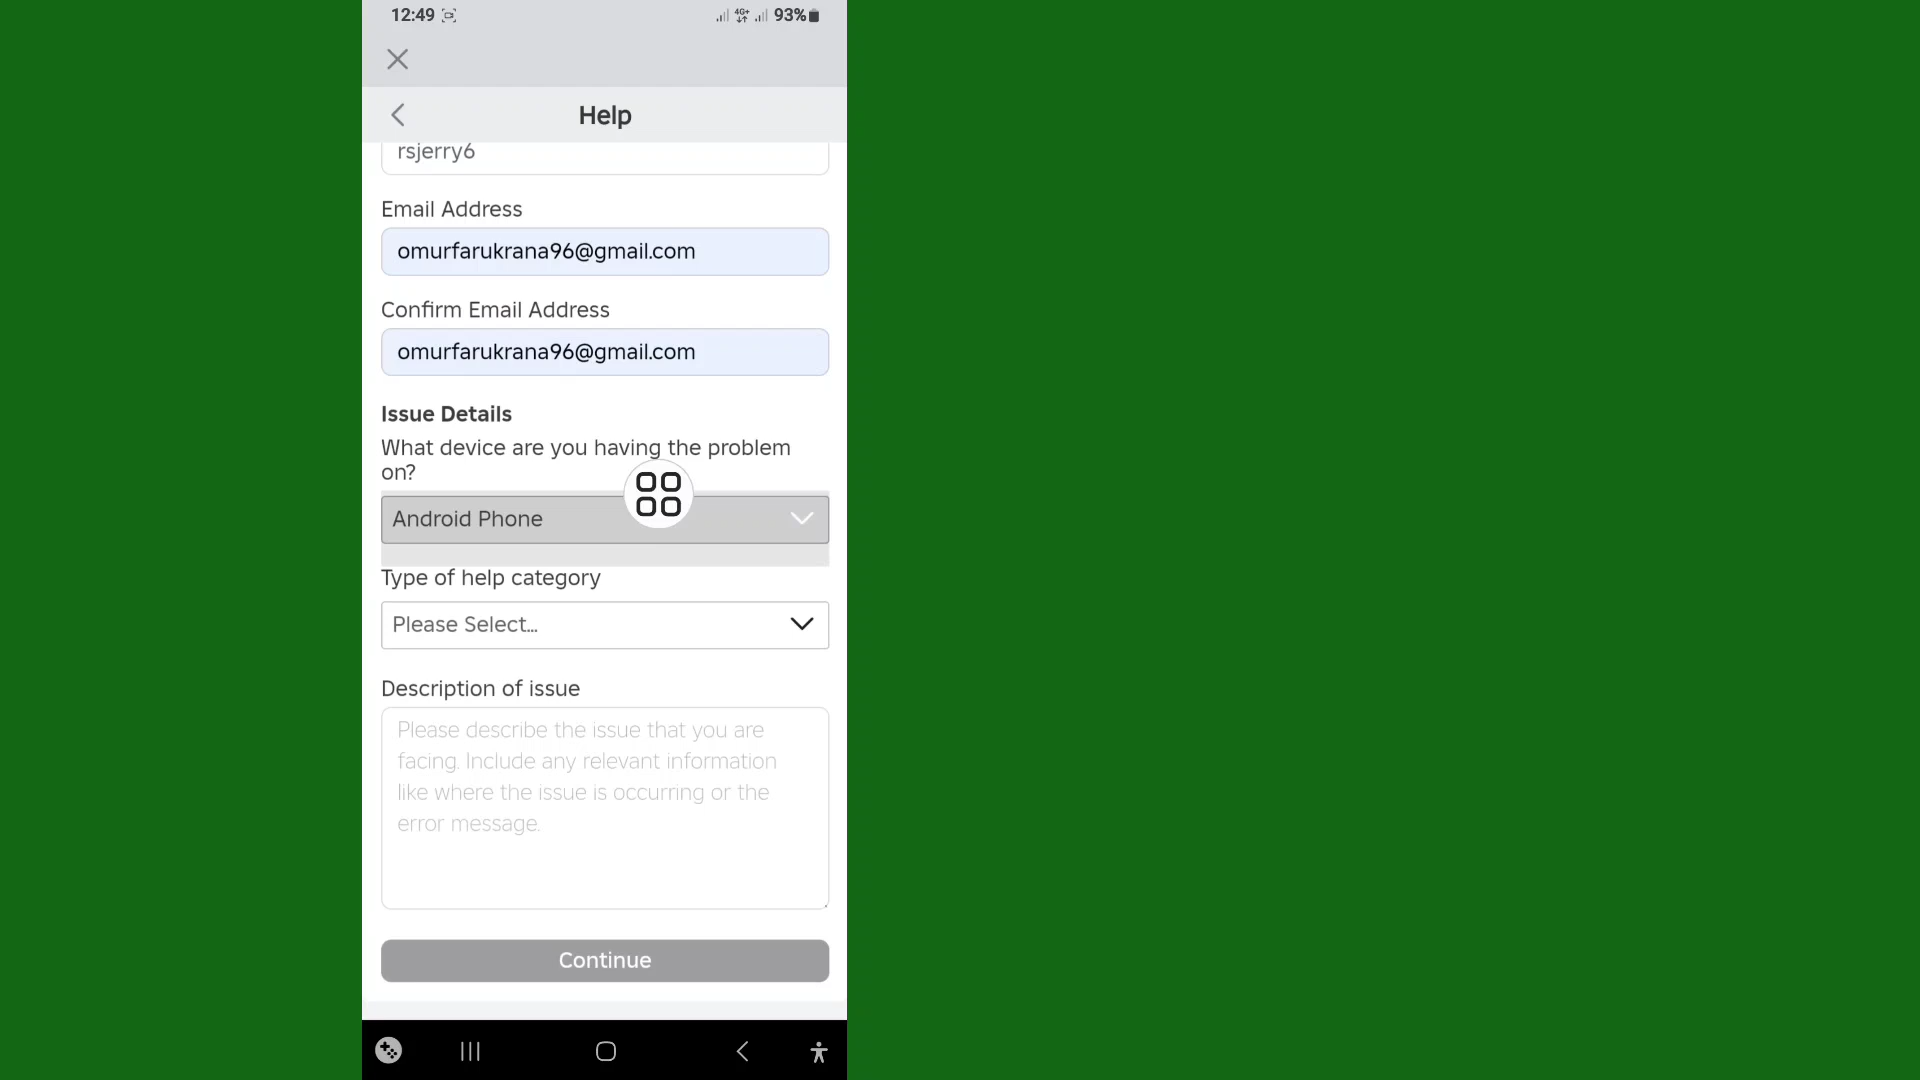 12:49
4G+
93%
Help
rsjerry6
Email Address
omurfarukrana96@gmail.com
Confirm Email Address
omurfarukrana96@gmail.com
Issue Details
What device are you having the problem
on?
Android Phone
Type of help category
Please Select...
Description of issue
Please describe the issue that you are
facing. Include any relevant information
like where the issue is occurring or the
error message.
Continue